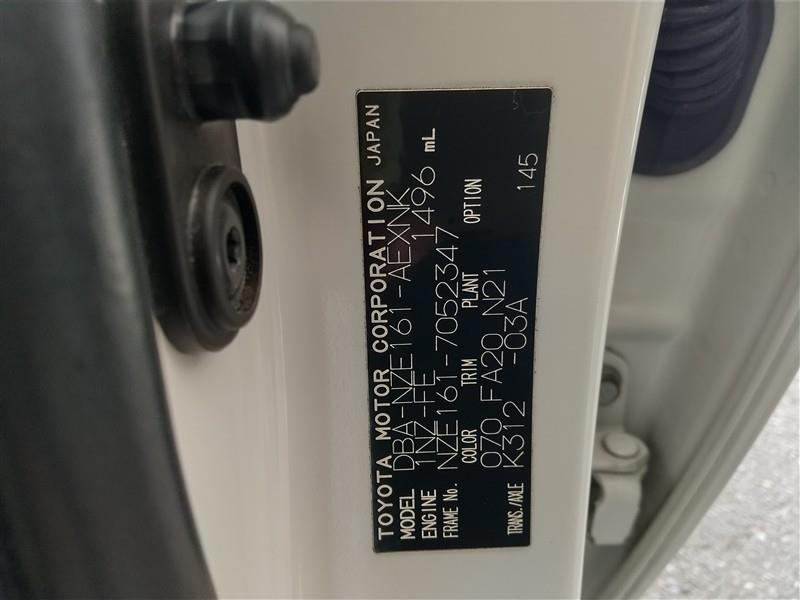 TOYOTA MOTOR CORPORATION JAPAN
MODEL DBA-NZE161-AEXNK
ENGINE 1NZ-FE 1496 mL
FRAME No. NZE161-7052347
COLOR TRIM PLANT OPTION
070 FA20 N21
TRANS./AXLE K312 -03A 145